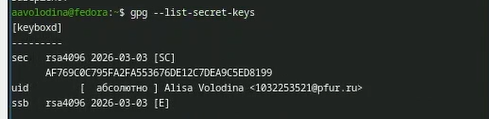 aavolodina@fedora:~$ gpg --list-secret-keys
[keyboxd]
---------
sec   rsa4096 2026-03-03 [SC]
      AF769C0C795FA2FA553676DE12C7DEA9C5ED8199
uid         [  абсолютно ] Alisa Volodina <1032253521@pfur.ru>
ssb   rsa4096 2026-03-03 [E]